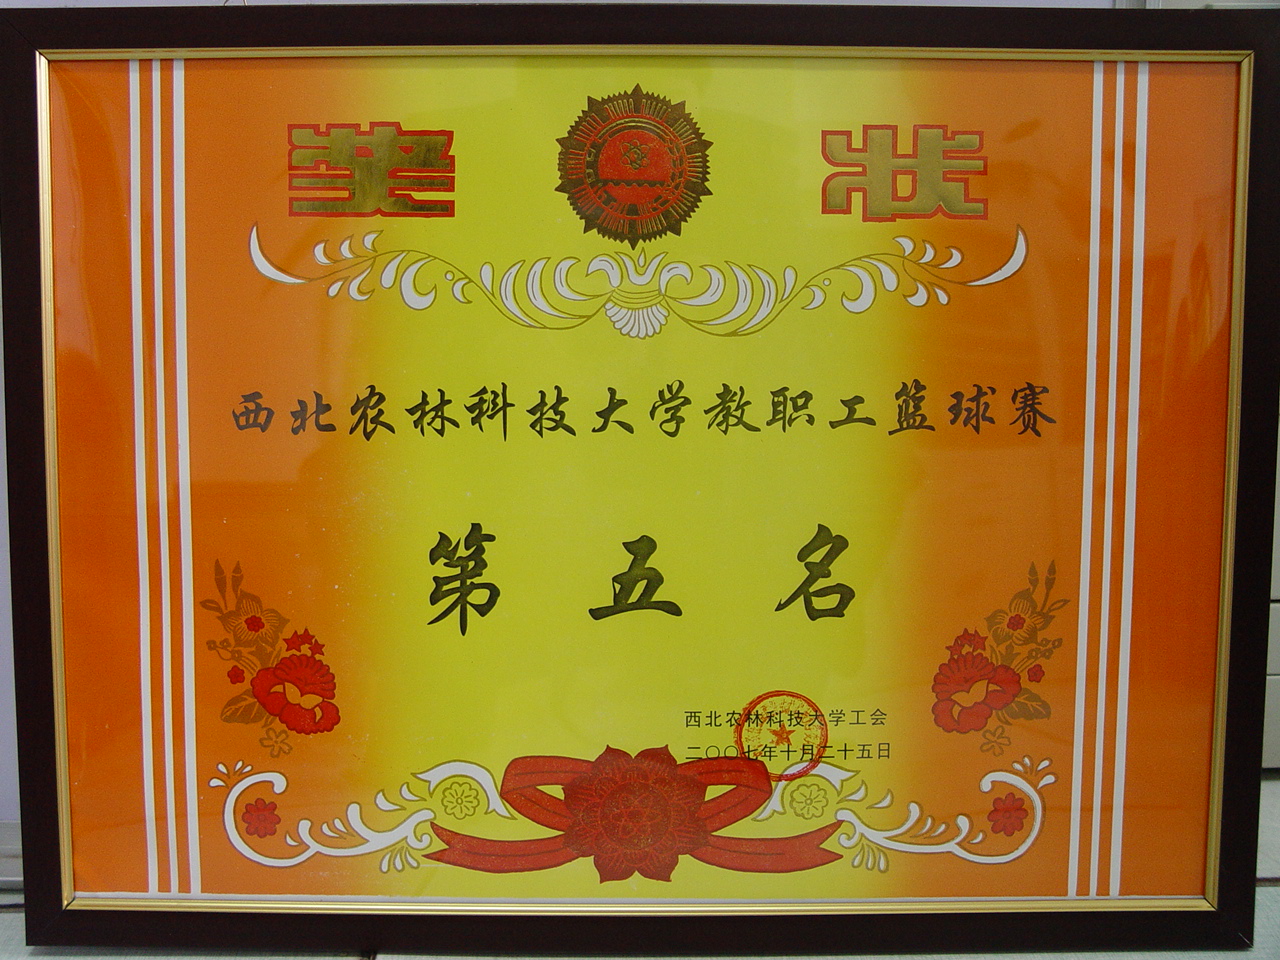 奖状
西北农林科技大学教职工篮球赛
第五名
西北农林科技大学工会
二〇〇七年十月二十五日